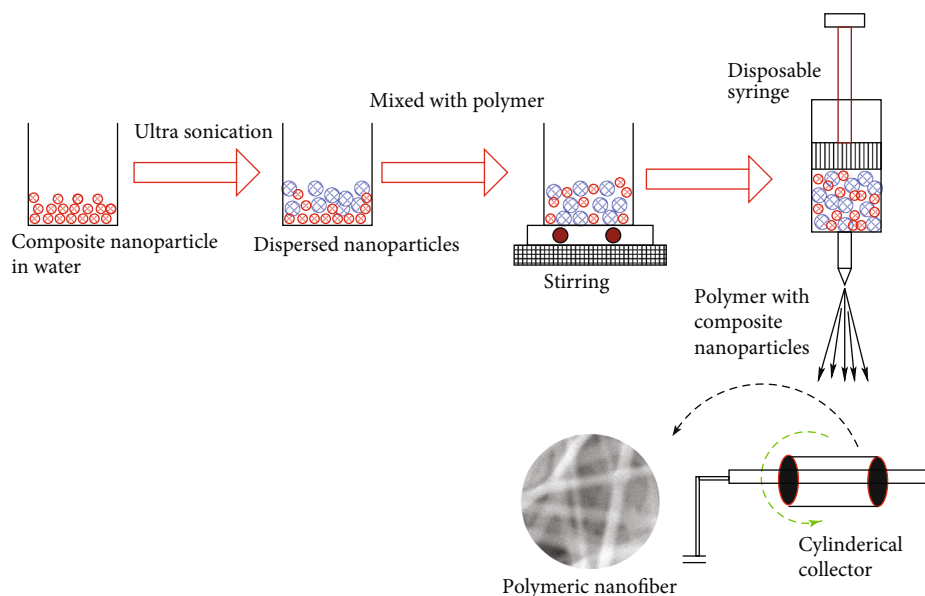 Ultra sonication
Mixed with polymer
Disposable
syringe
Composite nanoparticle
in water
Dispersed nanoparticles
Stirring
Polymer with
composite
nanoparticles
Polymeric nanofiber
Cylinderical
collector